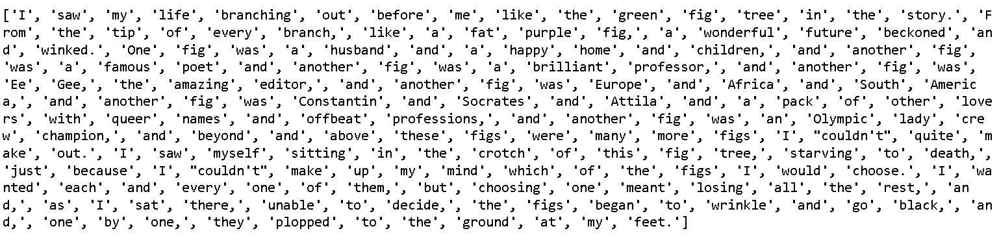 ['I', 'saw', 'my', 'life', 'branching', 'out', 'before', 'me', 'like', 'the', 'green', 'fig', 'tree', 'in', 'the', 'story.', 'F
rom', 'the', 'tip', 'of', 'every', 'branch,', 'like', 'a', 'fat', 'purple', 'fig,', 'a', 'wonderful', 'future', 'beckoned', 'an
d', 'winked.', 'One', 'fig', 'was', 'a', 'husband', 'and', 'a', 'happy', 'home', 'and', 'children,', 'and', 'another', 'fig',
'was', 'a', 'famous', 'poet', 'and', 'another', 'fig', 'was', 'a', 'brilliant', 'professor,', 'and', 'another', 'fig', 'was',
'Ee', 'Gee,', 'the', 'amazing', 'editor,', 'and', 'another', 'fig', 'was', 'Europe', 'and', 'Africa', 'and', 'South', 'Americ
a,', 'and', 'another', 'fig', 'was', 'Constantin', 'and', 'Socrates', 'and', 'Attila', 'and', 'a', 'pack', 'of', 'other', 'love
rs', 'with', 'queer', 'names', 'and', 'offbeat', 'professions,', 'and', 'another', 'fig', 'was', 'an', 'Olympic', 'lady', 'cre
w', 'champion,', 'and', 'beyond', 'and', 'above', 'these', 'figs', 'were', 'many', 'more', 'figs', 'I', "couldn't", 'quite', 'm
ake', 'out.', 'I', 'saw', 'myself', 'sitting', 'in', 'the', 'crotch', 'of', 'this', 'fig', 'tree,', 'starving', 'to', 'death,',
'just', 'because', 'I', "couldn't", 'make', 'up', 'my', 'mind', 'which', 'of', 'the', 'figs', 'I', 'would', 'choose.', 'I', 'wa
nted', 'each', 'and', 'every', 'one', 'of', 'them,', 'but', 'choosing', 'one', 'meant', 'losing', 'all', 'the', 'rest,', 'an
d,', 'as', 'I', 'sat', 'there,', 'unable', 'to', 'decide,', 'the', 'figs', 'began', 'to', 'wrinkle', 'and', 'go', 'black,', 'an
d,', 'one', 'by', 'one,', 'they', 'plopped', 'to', 'the', 'ground', 'at', 'my', 'feet.']